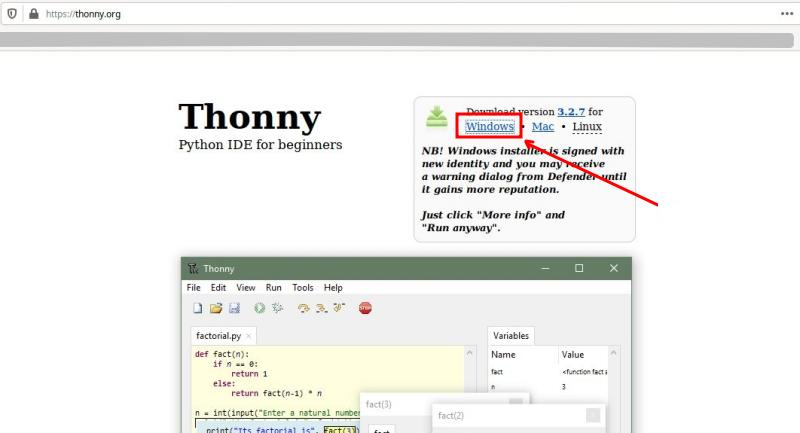 https://thonny.org
Thonny
Python IDE for beginners
Download version 3.2.7 for
Windows • Mac • Linux
NB! Windows installer is signed with
new identity and you may receive
a warning dialog from Defender until
it gains more reputation.
Just click "More info" and
"Run anyway".
Thonny
File Edit View Run Tools Help
STOP
factorial.py
def fact(n):
    if n == 0:
        return 1
    else:
        return fact(n-1) * n
n = int(input("Enter a natural number
print("Its factorial is", fact(3)
Variables
Name Value
fact <function fact a
n 3
fact(3)
fact
fact(2)